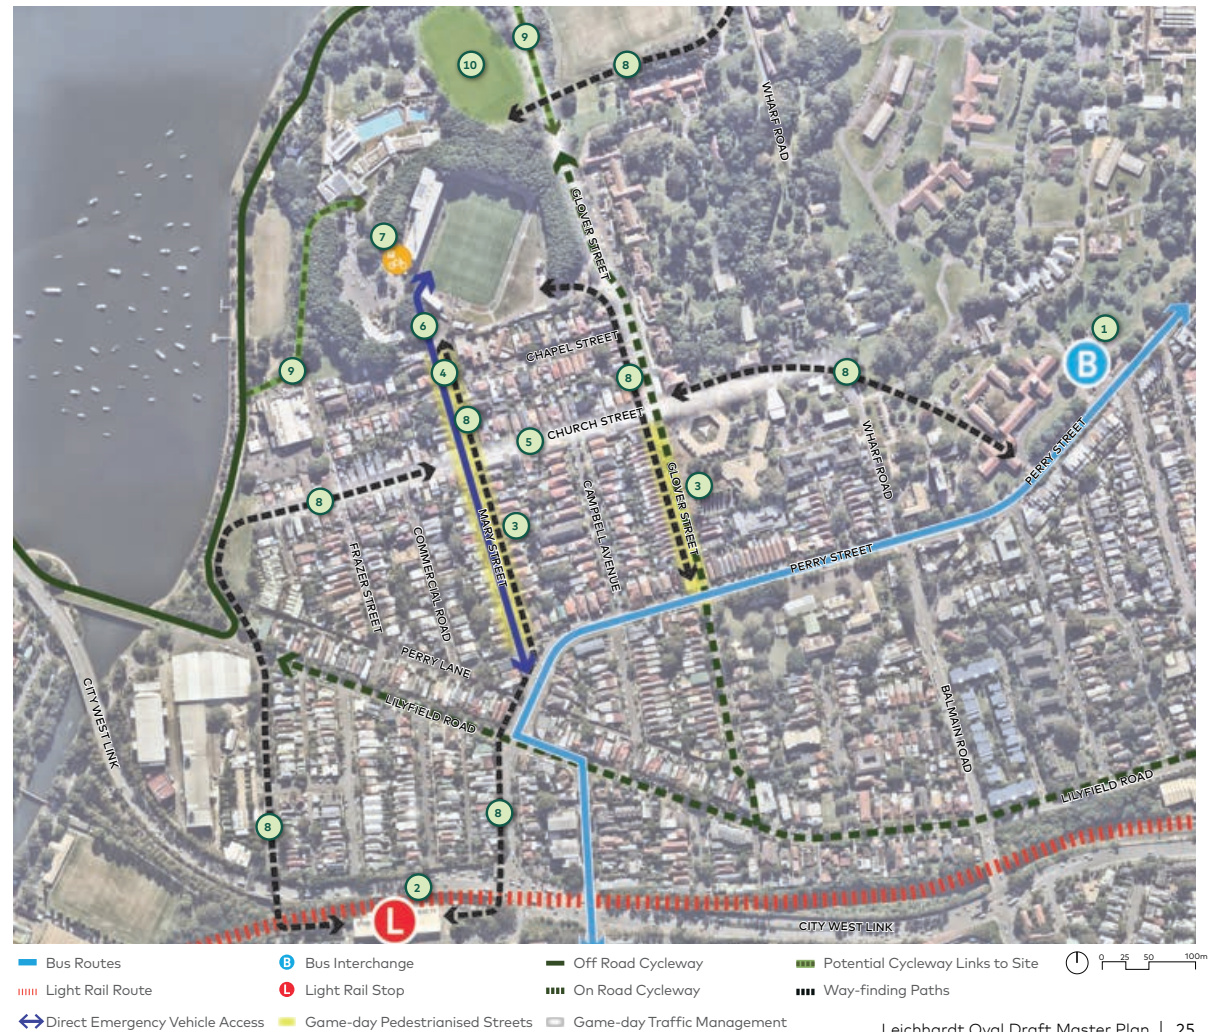 9
10
8
WHARF ROAD
GLOVER STREET
7
1
B
6
CHAPEL STREET
9
4
8
8
8
CHURCH STREET
5
PERRY STREET
WHARF ROAD
8
GLOVER STREET
3
CAMPBELL AVENUE
MARY STREET
3
FRAZER STREET
COMMERCIAL ROAD
PERRY STREET
PERRY LANE
CITY WEST LINK
LILYFIELD ROAD
BALMAIN ROAD
LILYFIELD ROAD
8
8
2
L
CITY WEST LINK
Bus Routes
B Bus Interchange
Off Road Cycleway
Potential Cycleway Links to Site
0 25 50 100m
Light Rail Route
L Light Rail Stop
On Road Cycleway
Way-finding Paths
Direct Emergency Vehicle Access
Game-day Pedestrianised Streets
Game-day Traffic Management
Leichhardt Oval Draft Master Plan | 25